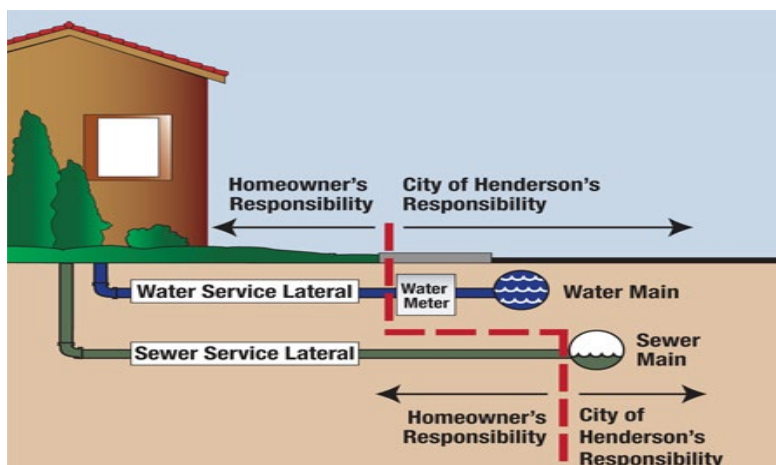 Homeowner's
Responsibility
City of Henderson's
Responsibility
Water Service Lateral
Water
Meter
Water Main
Sewer Service Lateral
Sewer
Main
Homeowner's
Responsibility
City of
Henderson's
Responsibility